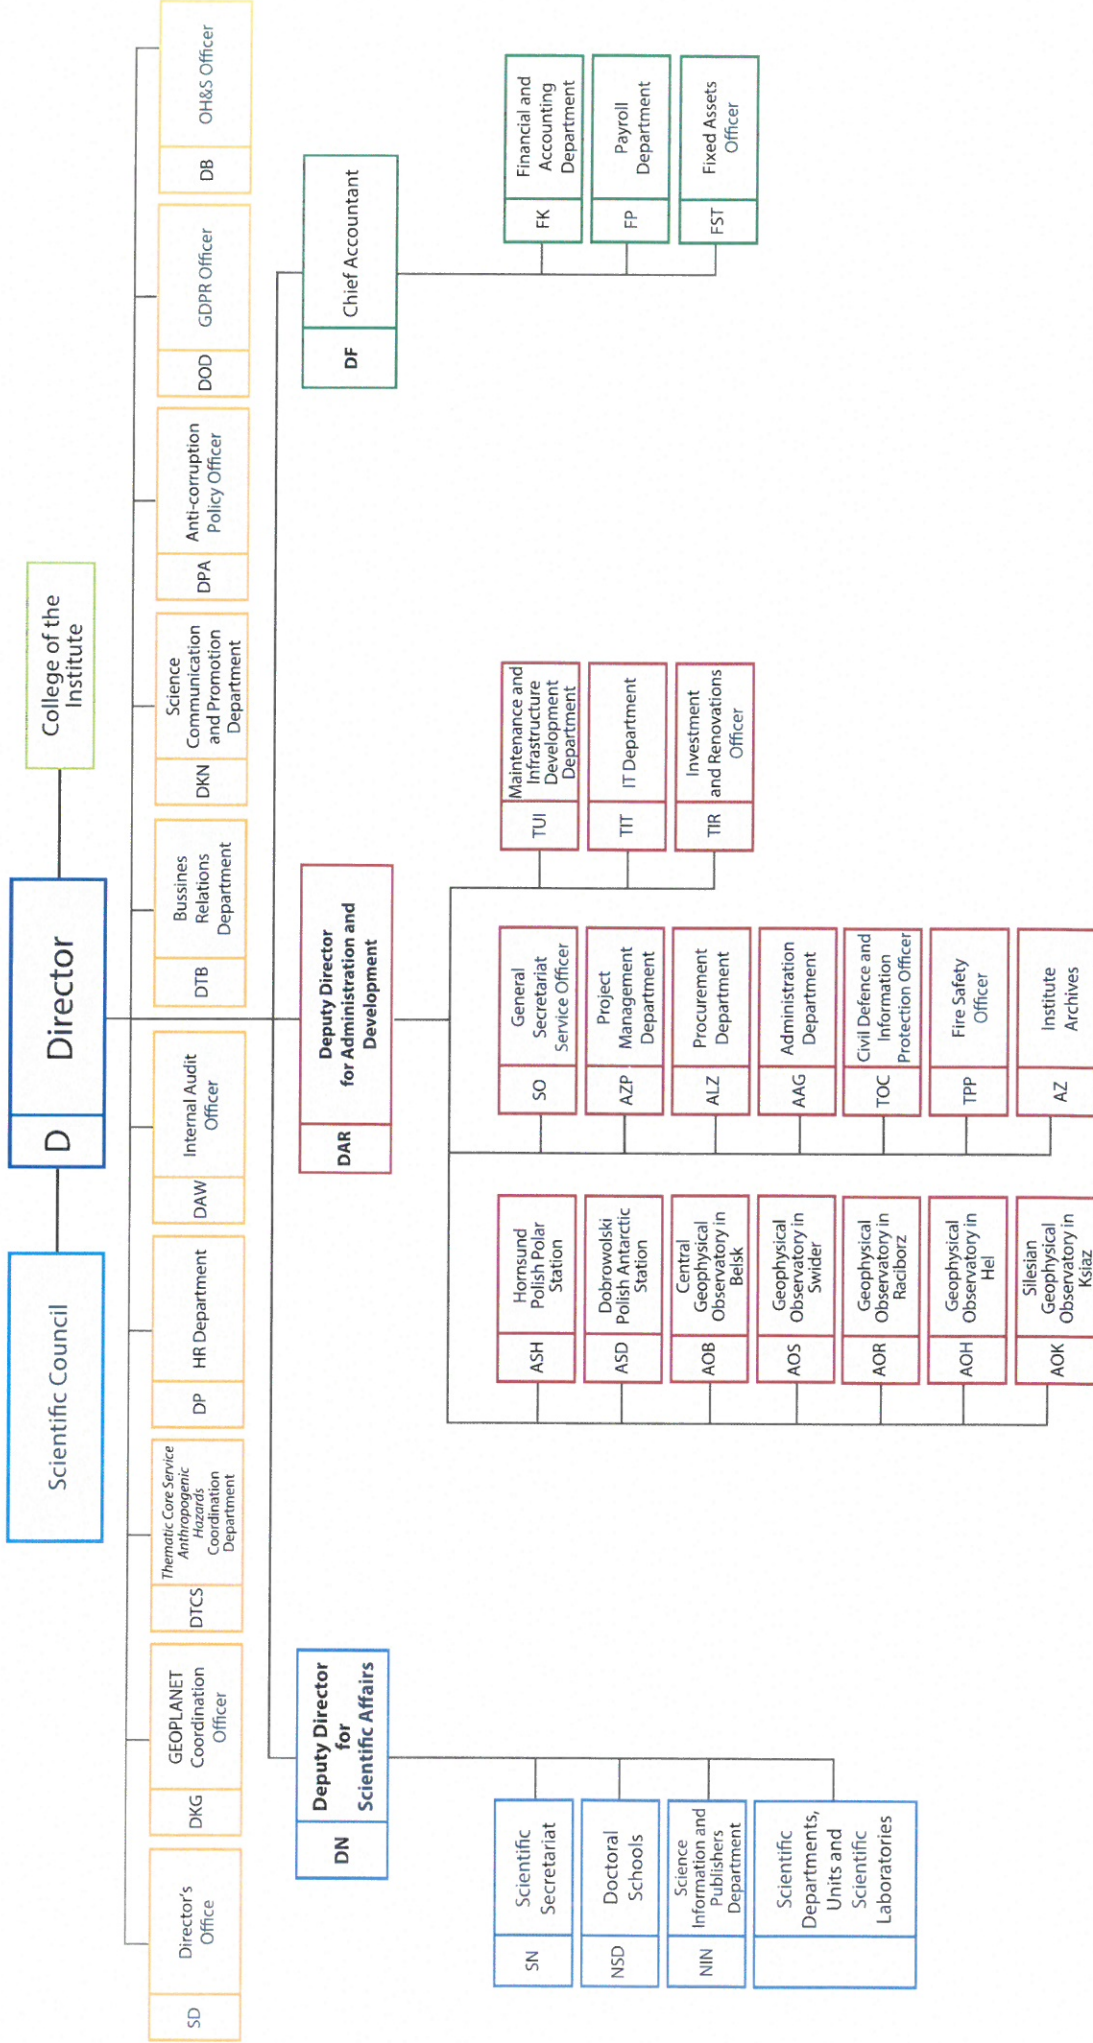 Scientific Council
D
Director
College of the
Institute
SD
Director's
Office
DKG
GEOPLANET
Coordination
Officer
DTCS
Thematic Core Service
Anthropogenic
Hazards
Coordination
Department
DP
HR Department
DAW
Internal Audit
Officer
DTB
Bussines
Relations
Department
DKN
Science
Communication
and Promotion
Department
DPA
Anti-corruption
Policy Officer
DOD
GDPR Officer
DB
OH&S Officer
DN
Deputy Director
for
Scientific Affairs
DAR
Deputy Director
for Administration and
Development
DF
Chief Accountant
SN
Scientific
Secretariat
NSD
Doctoral
Schools
NIN
Science
Information and
Publishers
Department
Scientific
Departments,
Units and
Scientific
Laboratories
ASH
Hornsund
Polish Polar
Station
ASD
Dobrowolski
Polish Antarctic
Station
AOB
Central
Geophysical
Observatory in
Belsk
AOS
Geophysical
Observatory in
Swider
AOR
Geophysical
Observatory in
Raciborz
AOH
Geophysical
Observatory in
Hel
AOK
Silesian
Geophysical
Observatory in
Ksiaz
SO
General
Secretariat
Service Officer
AZP
Project
Management
Department
ALZ
Procurement
Department
AAG
Administration
Department
TOC
Civil Defence and
Information
Protection Officer
TPP
Fire Safety
Officer
AZ
Institute
Archives
TUI
Maintenance and
Infrastructure
Development
Department
TIT
IT Department
TIR
Investment
and Renovations
Officer
FK
Financial and
Accounting
Department
FP
Payroll
Department
FST
Fixed Assets
Officer